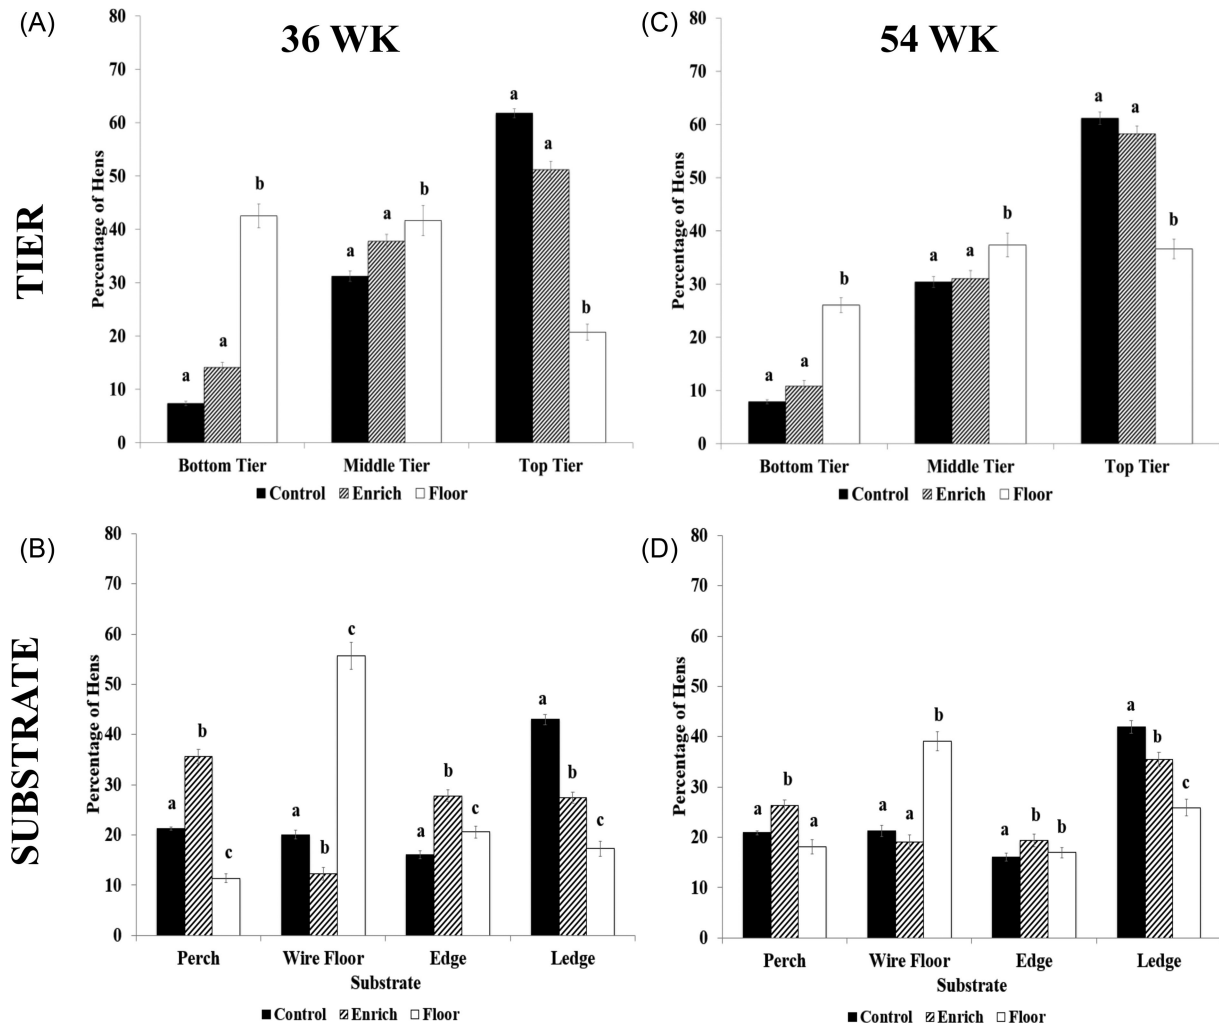 (A)
36 WK
TIER
Percentage of Hens
80
70
60
50
40
30
20
10
0
a
a
b
a
a
b
a
a
b
Bottom Tier
Middle Tier
Top Tier
Control
Enrich
Floor
(C)
54 WK
Percentage of Hens
80
70
60
50
40
30
20
10
0
a
a
b
a
a
b
a
a
b
Bottom Tier
Middle Tier
Top Tier
Control
Enrich
Floor
(B)
SUBSTRATE
Percentage of Hens
80
70
60
50
40
30
20
10
0
a
b
c
a
b
c
a
b
c
a
b
c
Perch
Wire Floor
Edge
Ledge
Substrate
Control
Enrich
Floor
(D)
Percentage of Hens
80
70
60
50
40
30
20
10
0
a
b
a
a
a
b
a
b
b
a
b
c
Perch
Wire Floor
Edge
Ledge
Substrate
Control
Enrich
Floor